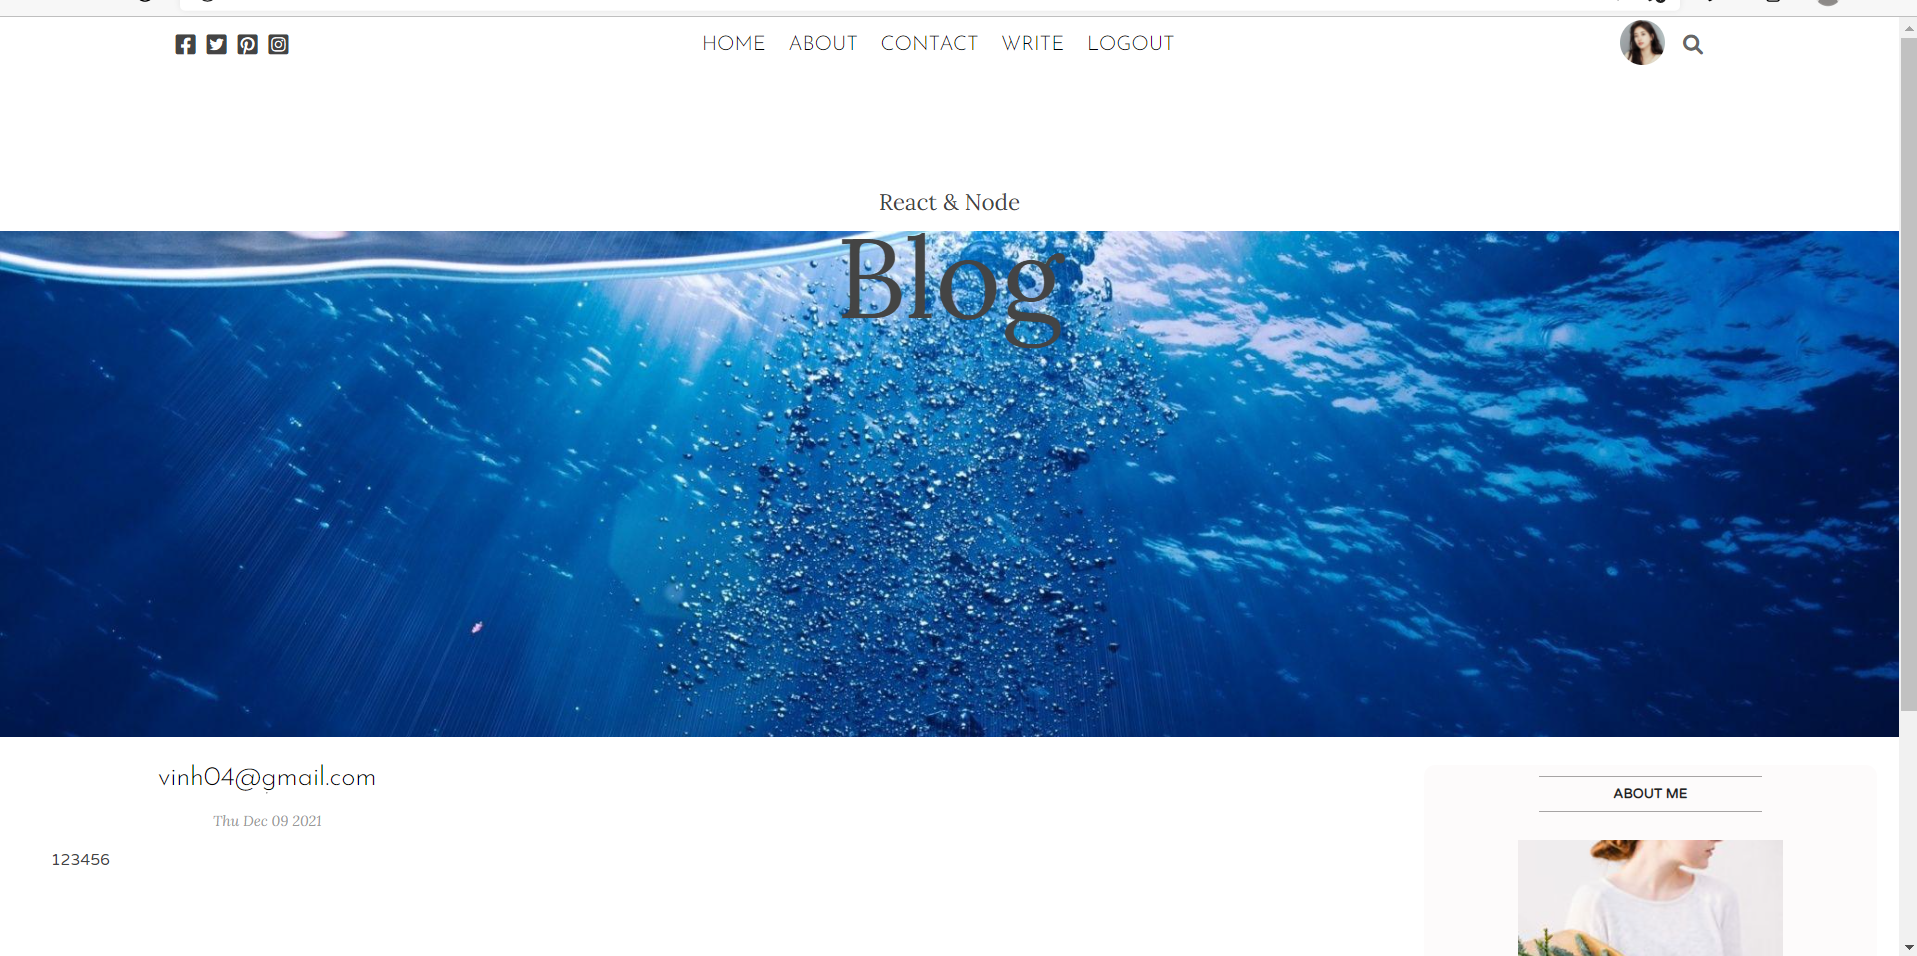 HOME ABOUT CONTACT WRITE LOGOUT
React & Node
Blog
vinh04@gmail.com
Thu Dec 09 2021
123456
ABOUT ME